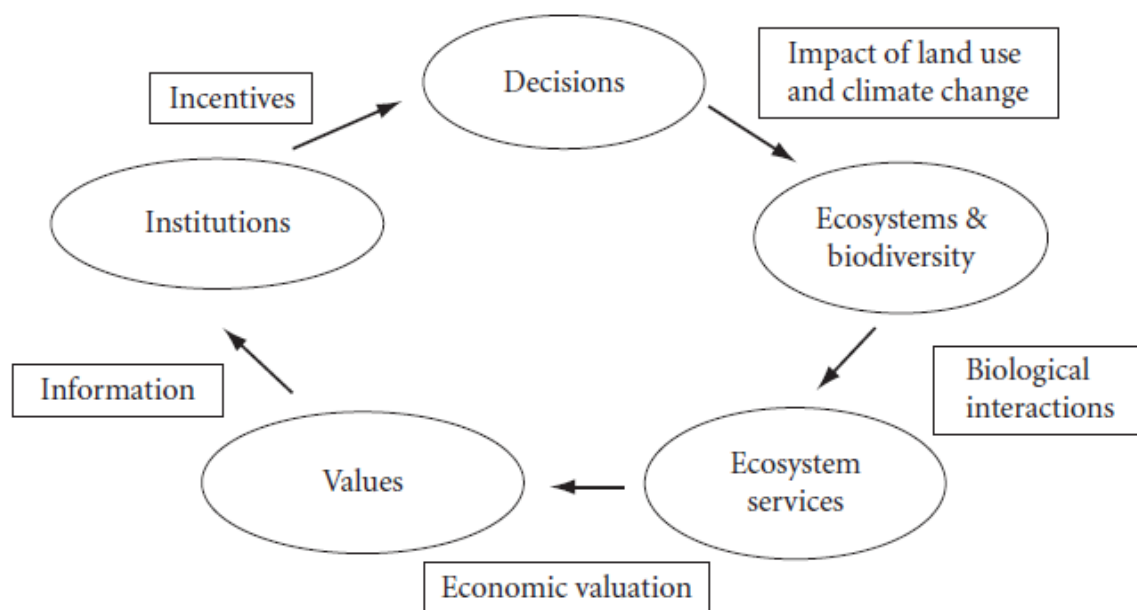 Decisions
Impact of land use
and climate change
Incentives
Institutions
Ecosystems &
biodiversity
Information
Biological
interactions
Values
Ecosystem
services
Economic valuation